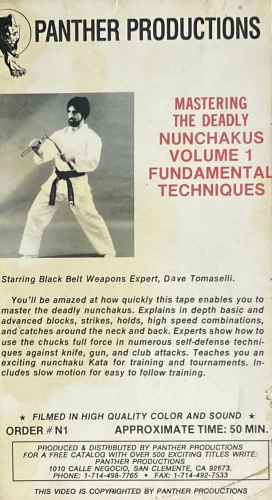 PANTHER PRODUCTIONS
MASTERING
THE DEADLY
NUNCHAKUS
VOLUME 1
FUNDAMENTAL
TECHNIQUES
Starring Black Belt Weapons Expert, Dave Tomaselli.
You'll be amazed at how quickly this tape enables you to
master the deadly nunchakus. Explains in depth basic and
advanced blocks, strikes, holds, high speed combinations,
and catches around the neck and back. Experts show how to
use the chucks full force in numerous self-defense techni-
ques against knife, gun, and club attacks. Teaches you an
exciting nunchaku Kata for training and tournaments. In-
cludes slow motion for easy to follow training.
★ FILMED IN HIGH QUALITY COLOR AND SOUND ★
ORDER # N1 APPROXIMATE TIME: 50 MIN.
PRODUCED & DISTRIBUTED BY PANTHER PRODUCTIONS
FOR A FREE CATALOG WITH OVER 500 EXCITING TITLES WRITE:
PANTHER PRODUCTIONS
1010 CALLE NEGOCIO, SAN CLEMENTE, CA 92673.
PHONE: 1-714-498-7765 • FAX: 1-714-492-7533
THIS VIDEO IS COPYRIGHTED BY PANTHER PRODUCTIONS